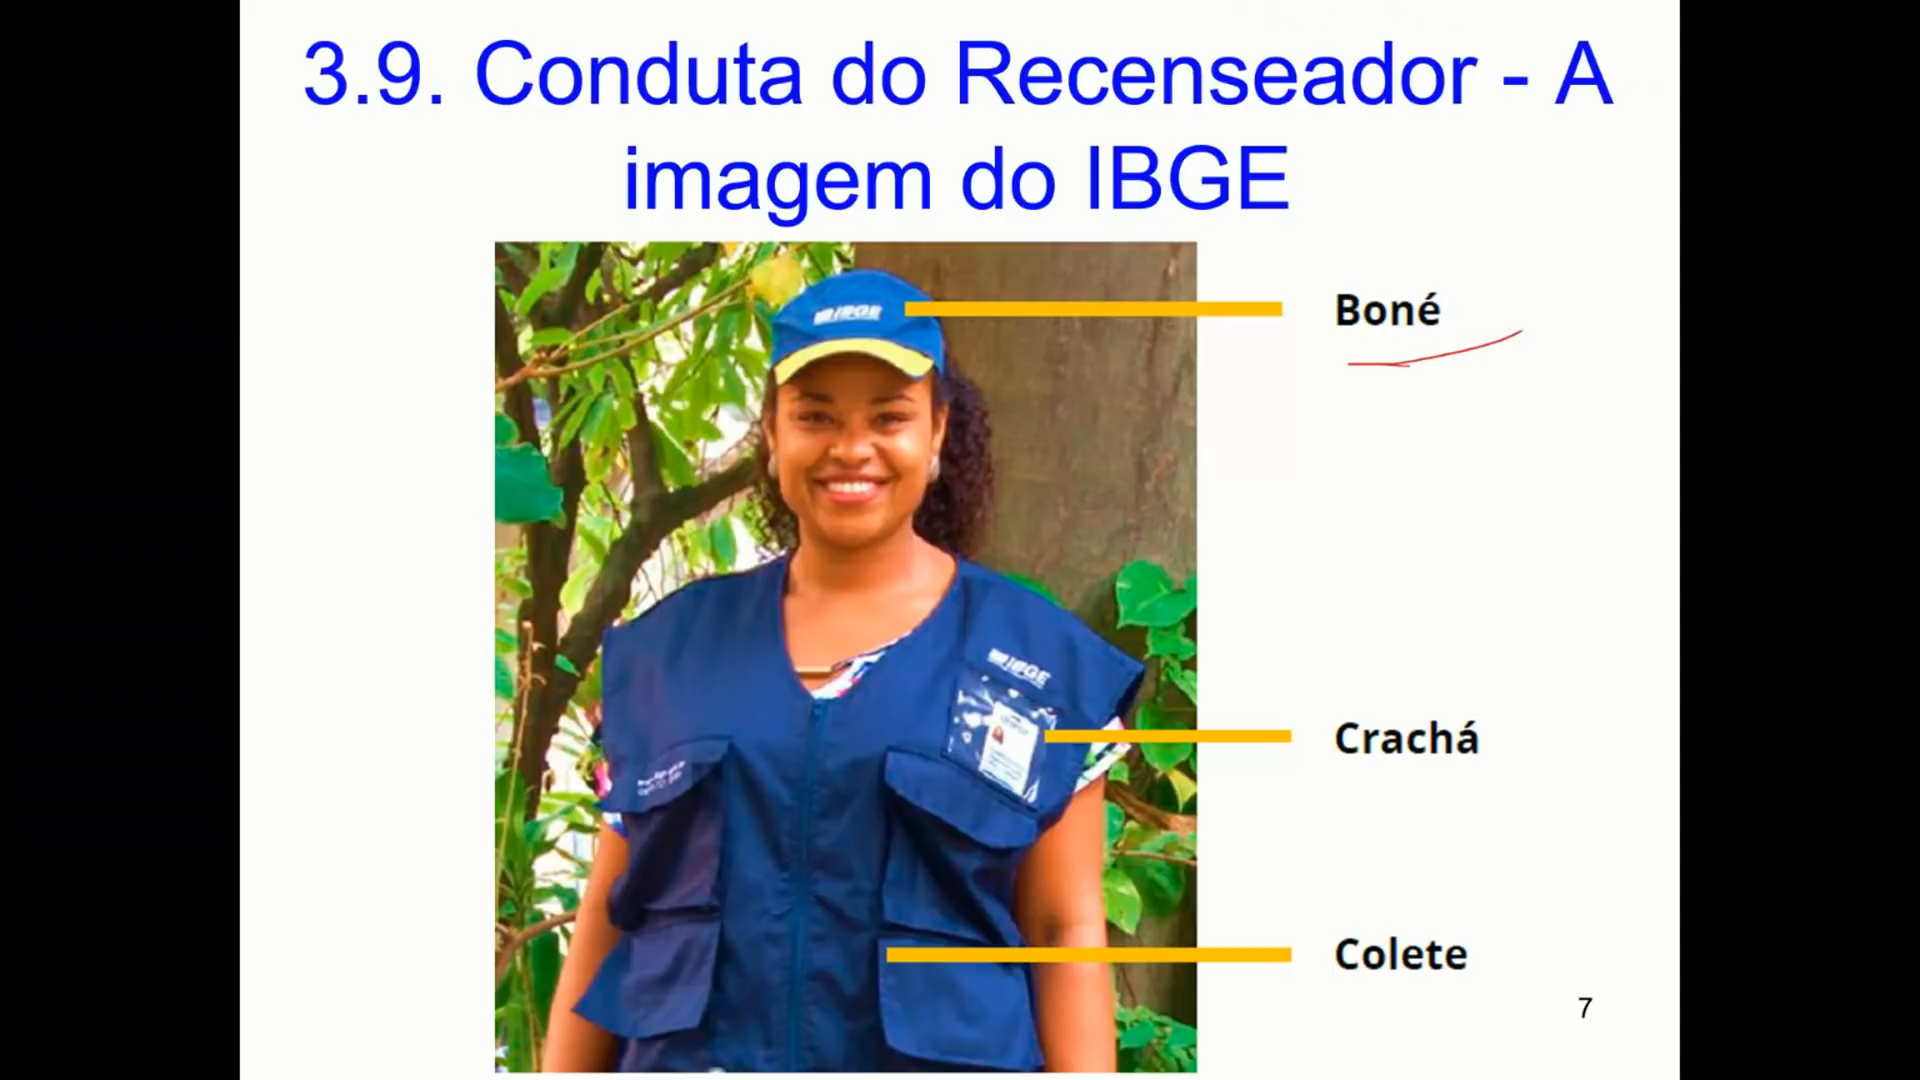 3.9. Conduta do Recenseador - A
imagem do IBGE
IBGE
Boné
IBGE
Crachá
Colete
7